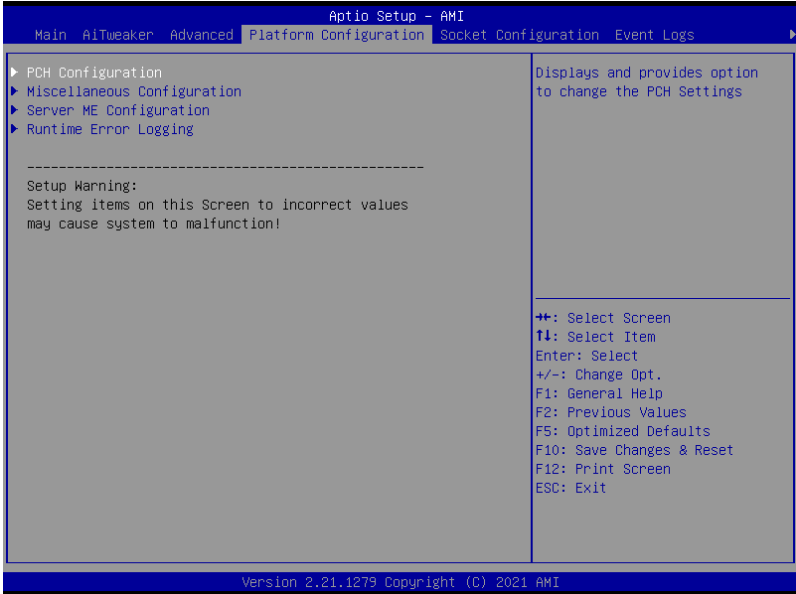 Aptio Setup - AMI
Main AiTweaker Advanced Platform Configuration Socket Configuration Event Logs
PCH Configuration
Miscellaneous Configuration
Server ME Configuration
Runtime Error Logging
--------------------------------------------------
Setup Warning:
Setting items on this Screen to incorrect values
may cause system to malfunction!
Displays and provides option
to change the PCH Settings
→←: Select Screen
↑↓: Select Item
Enter: Select
+/-: Change Opt.
F1: General Help
F2: Previous Values
F5: Optimized Defaults
F10: Save Changes & Reset
F12: Print Screen
ESC: Exit
Version 2.21.1279 Copyright (C) 2021 AMI